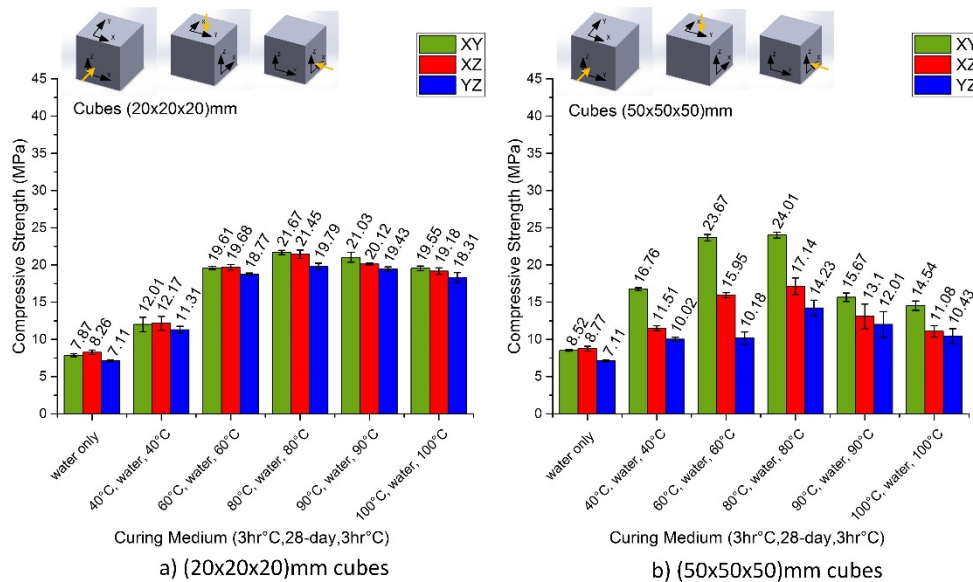 XY
XZ
YZ
Cubes (20x20x20)mm
Compressive Strength (MPa)
45
40
35
30
25
20
15
10
5
0
7.87
8.26
7.11
12.01
12.17
11.31
19.61
19.68
18.77
21.67
21.45
19.79
21.03
20.12
19.43
19.55
19.18
18.31
water only
40°C, water, 40°C
60°C, water, 60°C
80°C, water, 80°C
90°C, water, 90°C
100°C, water, 100°C
Curing Medium (3hr°C,28-day,3hr°C)
a) (20x20x20)mm cubes
XY
XZ
YZ
Cubes (50x50x50)mm
Compressive Strength (MPa)
45
40
35
30
25
20
15
10
5
0
8.52
8.77
7.11
16.76
11.51
10.02
23.67
15.95
10.18
24.01
17.14
14.23
15.67
13.1
12.01
14.54
11.08
10.43
water only
40°C, water, 40°C
60°C, water, 60°C
80°C, water, 80°C
90°C, water, 90°C
100°C, water, 100°C
Curing Medium (3hr°C,28-day,3hr°C)
b) (50x50x50)mm cubes